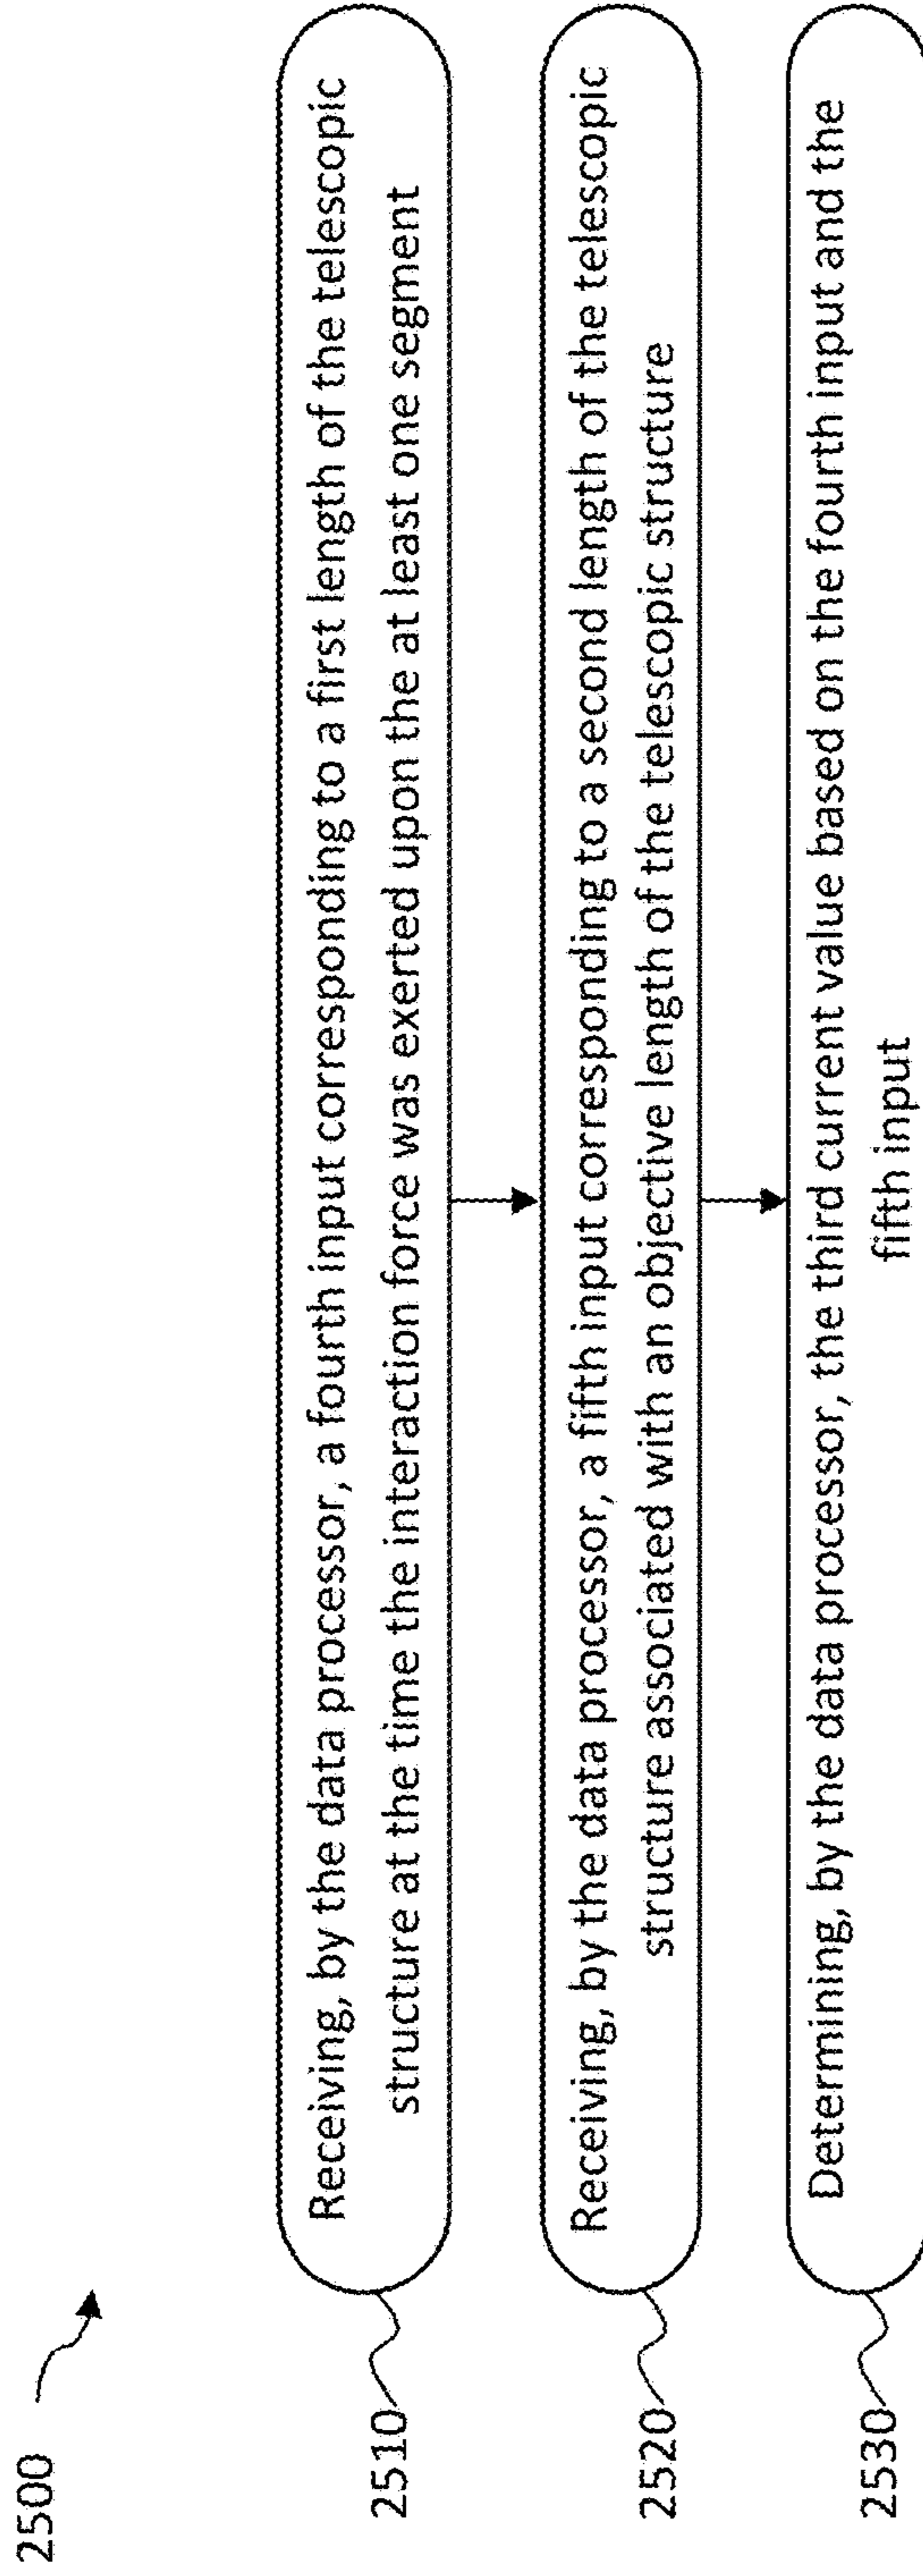 2500
2510
Receiving, by the data processor, a fourth input corresponding to a first length of the telescopic
structure at the time the interaction force was exerted upon the at least one segment
2520
Receiving, by the data processor, a fifth input corresponding to a second length of the telescopic
structure associated with an objective length of the telescopic structure
2530
Determining, by the data processor, the third current value based on the fourth input and the
fifth input